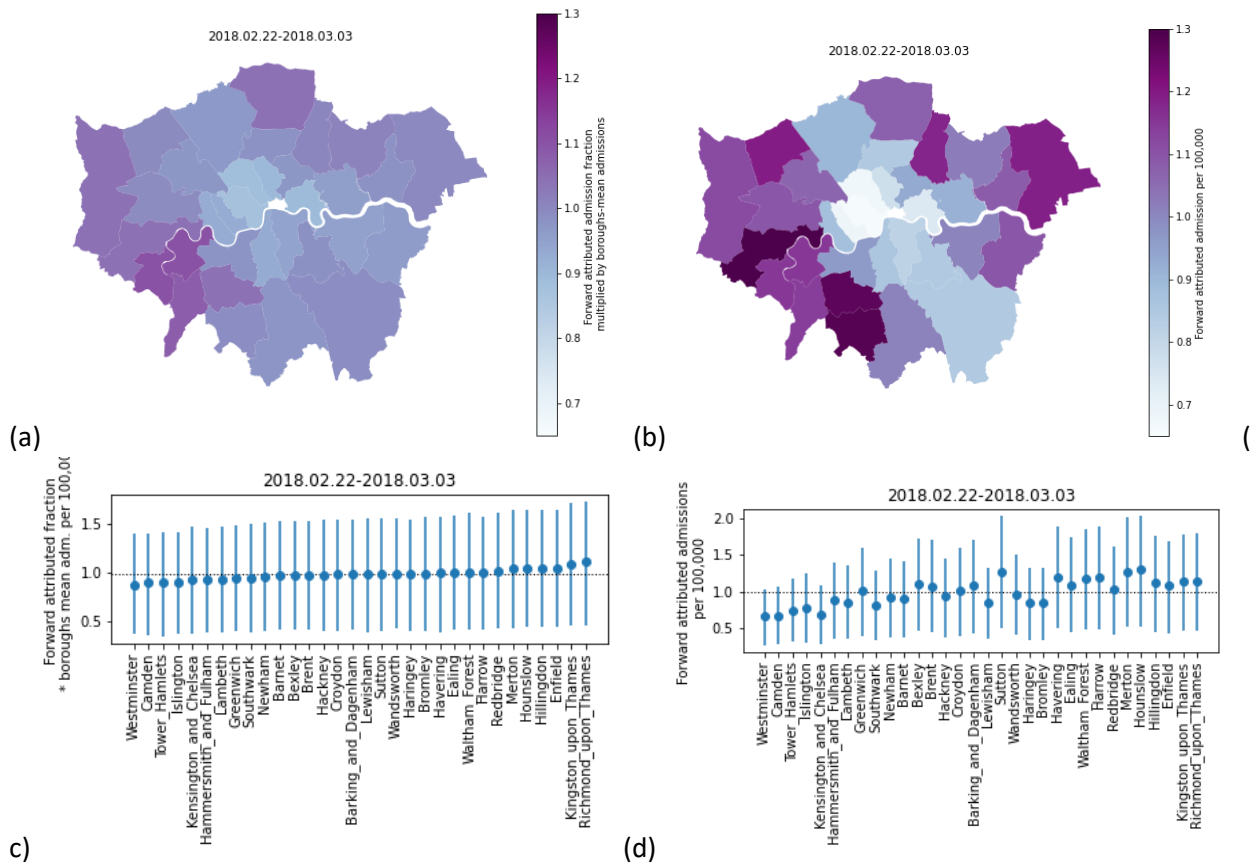 2018.02.22-2018.03.03
1.3
1.2
1.1
1.0
0.9
0.8
0.7
Forward attributed admission fraction
multiplied by boroughs-mean admissions
(a)
2018.02.22-2018.03.03
1.3
1.2
1.1
1.0
0.9
0.8
0.7
Forward attributed admission per 100,000
(b)
(
2018.02.22-2018.03.03
Forward attributed fraction
* boroughs mean adm. per 100,0(
1.5
1.0
0.5
Westminster
Camden
Tower_Hamlets
Islington
Kensington_and_Chelsea
Hammersmith_and_Fulham
Lambeth
Greenwich
Southwark
Newham
Barnet
Bexley
Brent
Hackney
Croydon
Barking_and_Dagenham
Lewisham
Sutton
Wandsworth
Haringey
Bromley
Havering
Ealing
Waltham_Forest
Harrow
Redbridge
Merton
Hounslow
Hillingdon
Enfield
Kingston_upon_Thames
Richmond_upon_Thames
c)
2018.02.22-2018.03.03
Forward attributed admissions
per 100,000
2.0
1.5
1.0
0.5
Westminster
Camden
Tower_Hamlets
Islington
Kensington_and_Chelsea
Hammersmith_and_Fulham
Lambeth
Greenwich
Southwark
Newham
Barnet
Bexley
Brent
Hackney
Croydon
Barking_and_Dagenham
Lewisham
Sutton
Wandsworth
Haringey
Bromley
Havering
Ealing
Waltham_Forest
Harrow
Redbridge
Merton
Hounslow
Hillingdon
Enfield
Kingston_upon_Thames
Richmond_upon_Thames
(d)